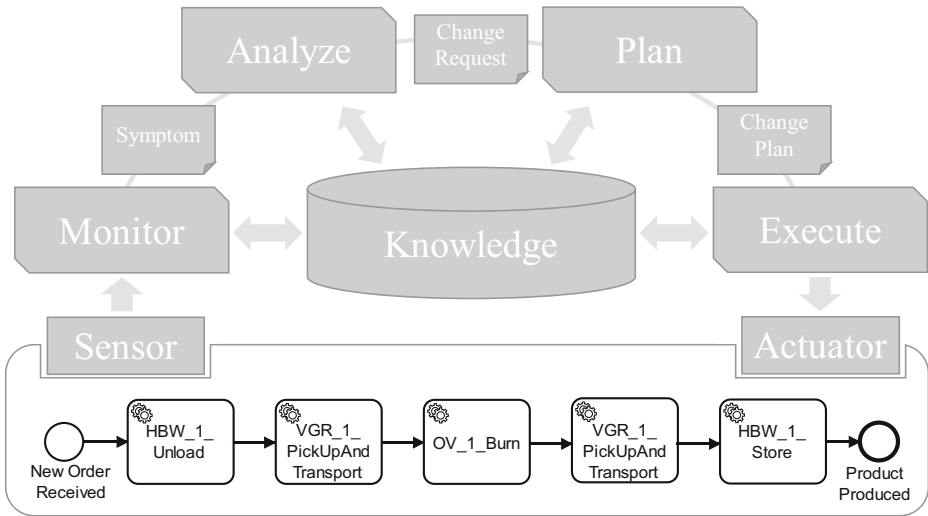 Analyze
Change
Request
Plan
Symptom
Change
Plan
Monitor
Knowledge
Execute
Sensor
Actuator
New Order
Received
HBW_1_
Unload
VGR_1_
PickUpAnd
Transport
OV_1_Burn
VGR_1_
PickUpAnd
Transport
HBW_1_
Store
Product
Produced